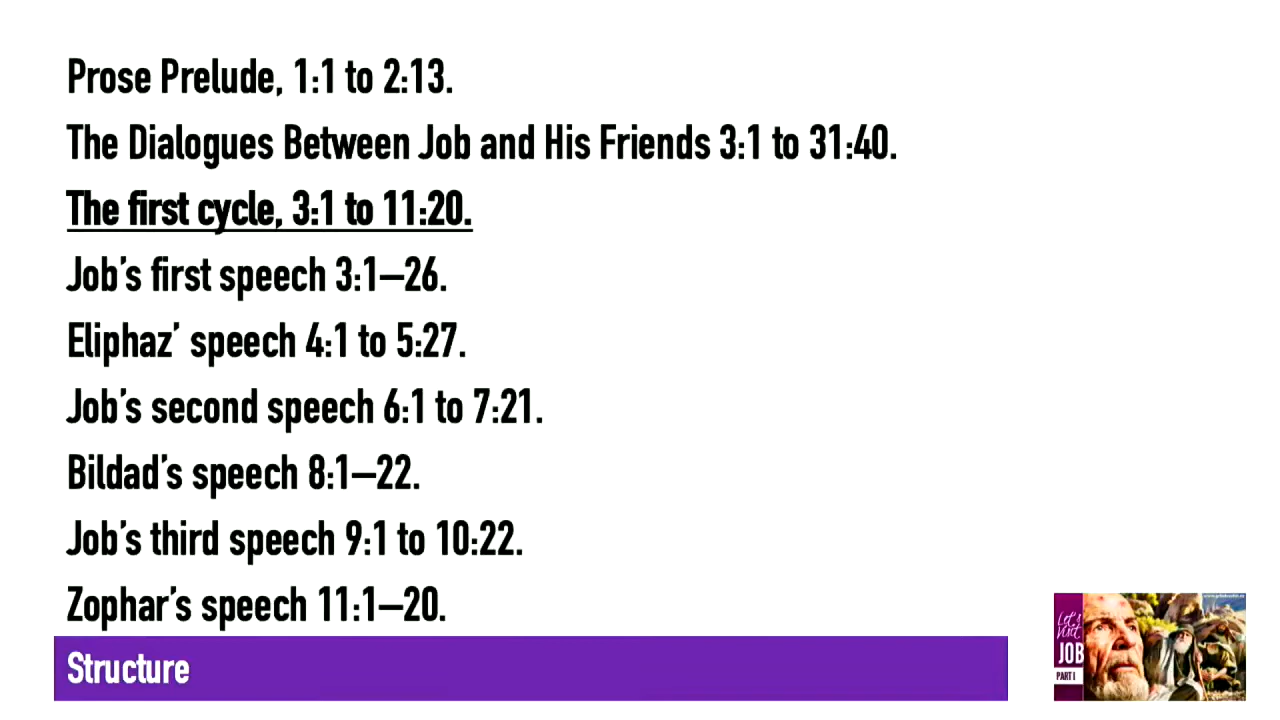 Prose Prelude, 1:1 to 2:13.
The Dialogues Between Job and His Friends 3:1 to 31:40.
The first cycle, 3:1 to 11:20.
Job’s first speech 3:1–26.
Eliphaz’ speech 4:1 to 5:27.
Job’s second speech 6:1 to 7:21.
Bildad’s speech 8:1–22.
Job’s third speech 9:1 to 10:22.
Zophar’s speech 11:1–20.
Structure
Let's
Visit
JOB
PART I